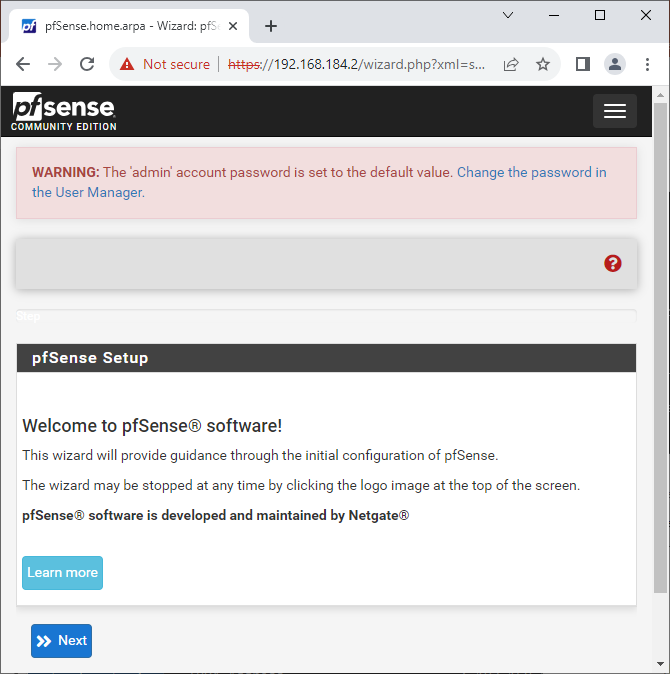 pfSense.home.arpa - Wizard: pfSe
Not secure | https://192.168.184.2/wizard.php?xml=s...
pfsense
COMMUNITY EDITION
WARNING: The 'admin' account password is set to the default value. Change the password in
the User Manager.
Step
pfSense Setup
Welcome to pfSense® software!
This wizard will provide guidance through the initial configuration of pfSense.
The wizard may be stopped at any time by clicking the logo image at the top of the screen.
pfSense® software is developed and maintained by Netgate®
Learn more
Next